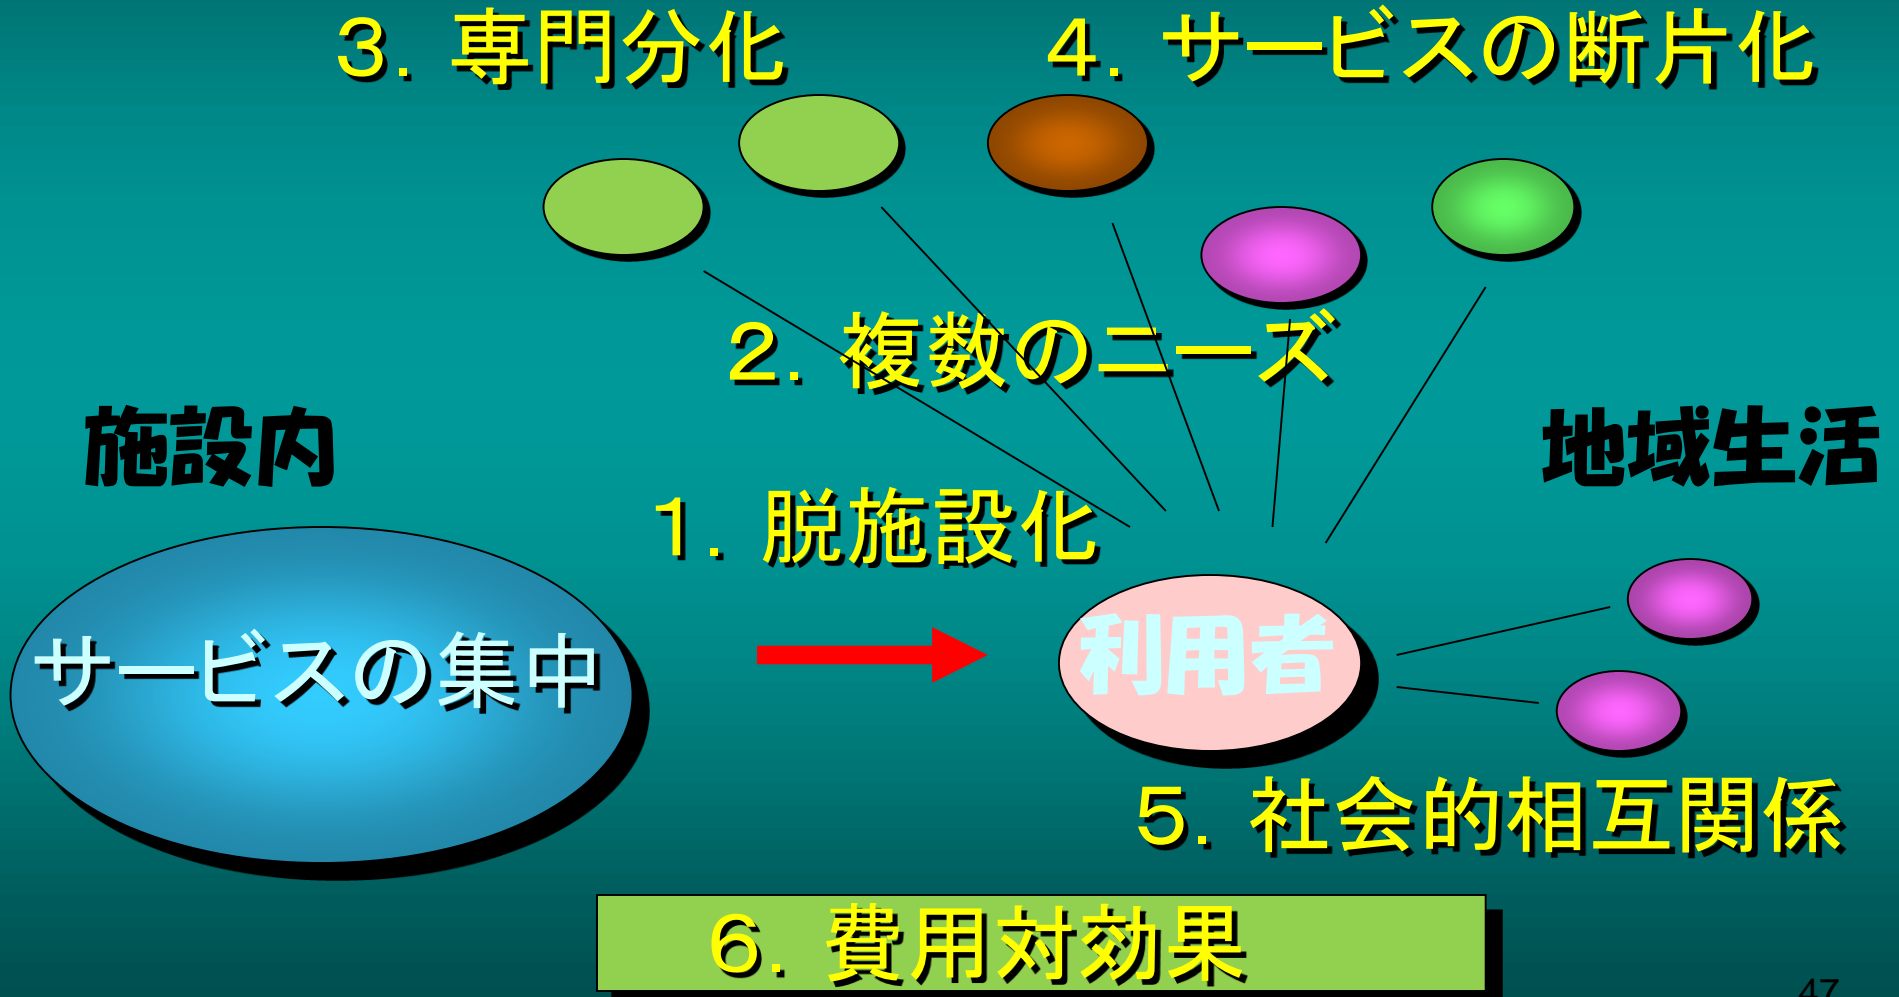 ３．専門分化
４．サービスの断片化
２．複数のニーズ
施設内
地域生活
１．脱施設化
サービスの集中
利用者
５．社会的相互関係
６．費用対効果
47